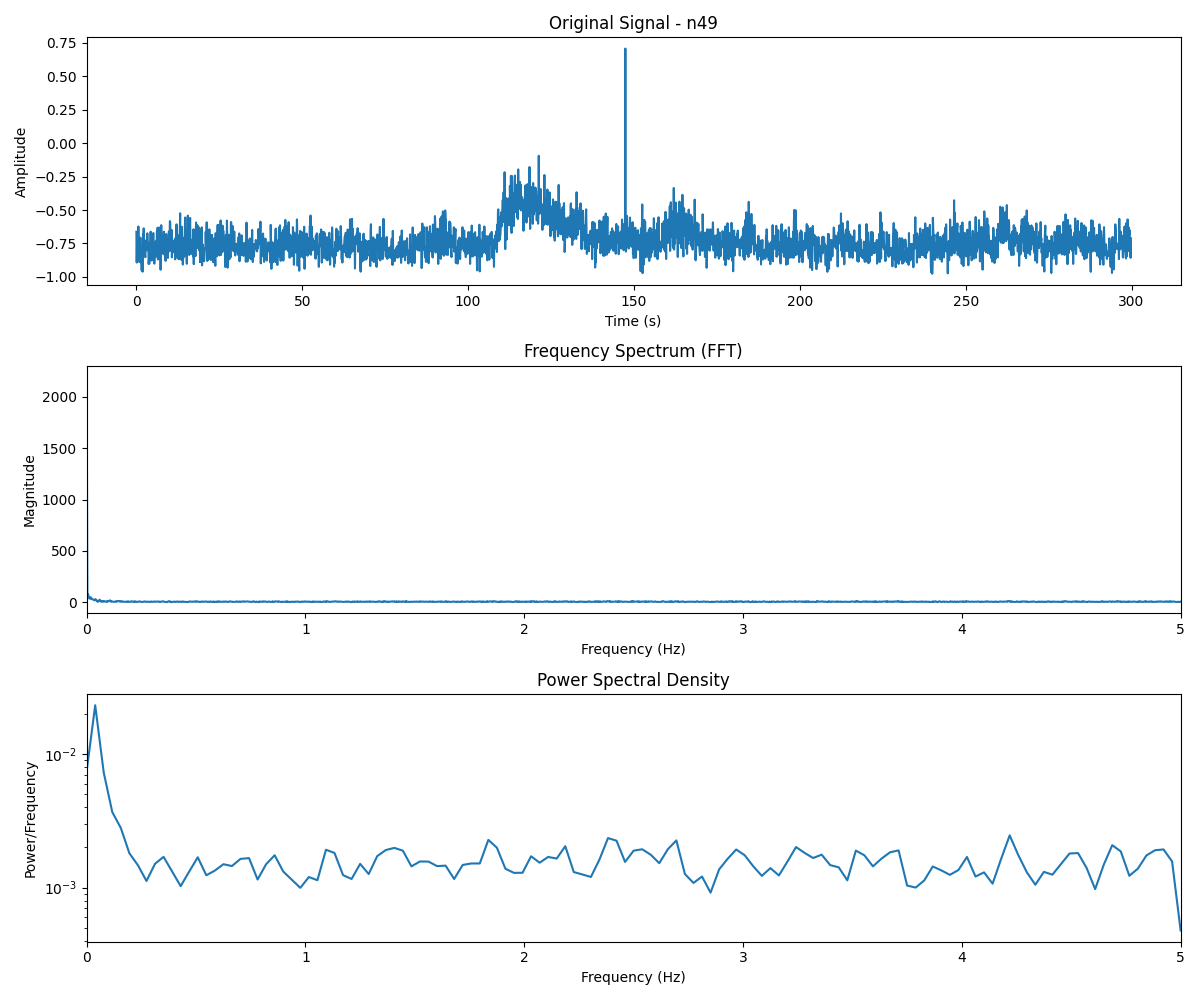 Original Signal - n49
Amplitude
0.75
0.50
0.25
0.00
−0.25
−0.50
−0.75
−1.00
0 50 100 150 200 250 300
Time (s)
Frequency Spectrum (FFT)
Magnitude
2000
1500
1000
500
0
0 1 2 3 4 5
Frequency (Hz)
Power Spectral Density
Power/Frequency
10⁻²
10⁻³
0 1 2 3 4 5
Frequency (Hz)